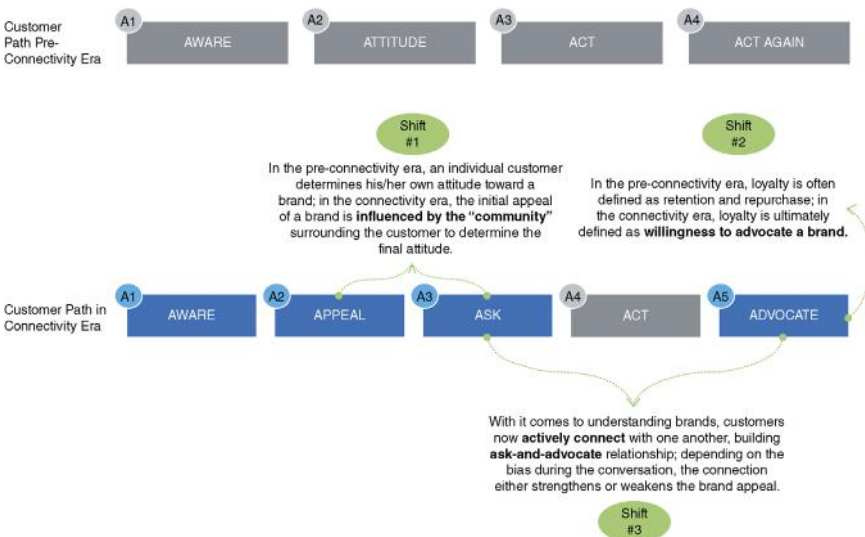 Customer
Path Pre-
Connectivity Era
A1
AWARE
A2
ATTITUDE
A3
ACT
A4
ACT AGAIN
Shift
#1
In the pre-connectivity era, an individual customer
determines his/her own attitude toward a
brand; in the connectivity era, the initial appeal
of a brand is influenced by the “community”
surrounding the customer to determine the
final attitude.
Shift
#2
In the pre-connectivity era, loyalty is often
defined as retention and repurchase; in
the connectivity era, loyalty is ultimately
defined as willingness to advocate a brand.
Customer Path in
Connectivity Era
A1
AWARE
A2
APPEAL
A3
ASK
A4
ACT
A5
ADVOCATE
With it comes to understanding brands, customers
now actively connect with one another, building
ask-and-advocate relationship; depending on the
bias during the conversation, the connection
either strengthens or weakens the brand appeal.
Shift
#3